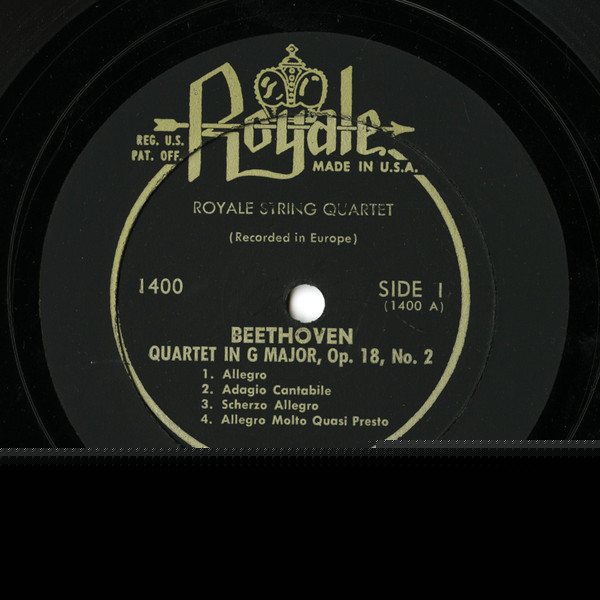 Royale
REG. U.S.
PAT. OFF.
MADE IN U.S.A.
ROYALE STRING QUARTET
(Recorded in Europe)
1400
SIDE 1
(1400 A)
BEETHOVEN
QUARTET IN G MAJOR, Op. 18, No. 2
1. Allegro
2. Adagio Cantabile
3. Scherzo Allegro
4. Allegro Molto Quasi Presto